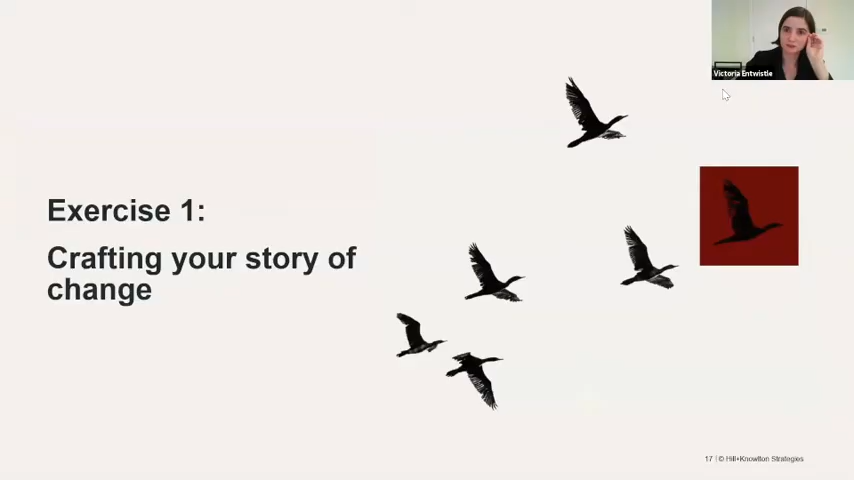 Victoria Entwistle
Exercise 1:
Crafting your story of
change
17 | © Hill+Knowlton Strategies